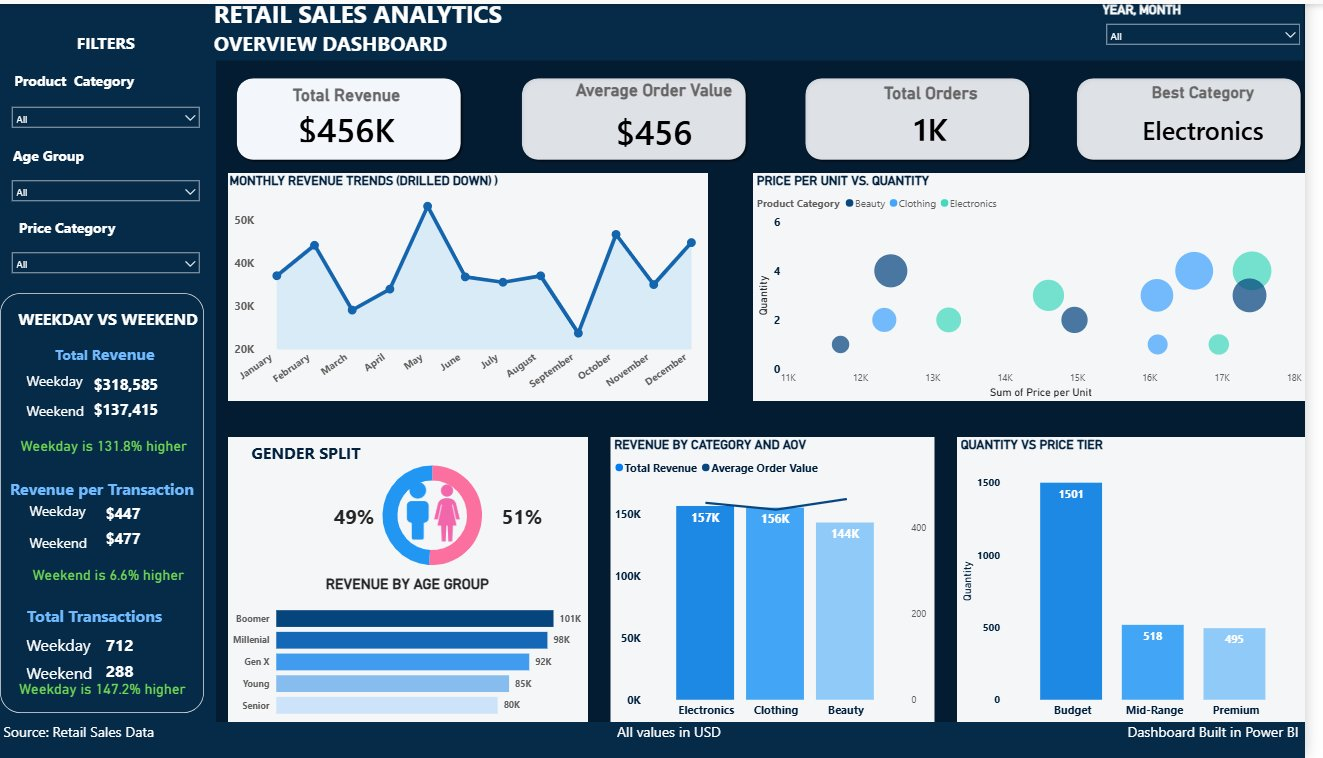 RETAIL SALES ANALYTICS
OVERVIEW DASHBOARD
YEAR, MONTH
All
FILTERS
Product Category
All
Age Group
All
Price Category
All
WEEKDAY VS WEEKEND
Total Revenue
Weekday $318,585
Weekend $137,415
Weekday is 131.8% higher
Revenue per Transaction
Weekday $447
Weekend $477
Weekend is 6.6% higher
Total Transactions
Weekday 712
Weekend 288
Weekday is 147.2% higher
Total Revenue
$456K
Average Order Value
$456
Total Orders
1K
Best Category
Electronics
MONTHLY REVENUE TRENDS (DRILLED DOWN) )
50K
40K
30K
20K
January February March April May June July August September October November December
PRICE PER UNIT VS. QUANTITY
Product Category Beauty Clothing Electronics
6
4
2
0
Quantity
11K 12K 13K 14K 15K 16K 17K 18K
Sum of Price per Unit
GENDER SPLIT
49% 51%
REVENUE BY AGE GROUP
Boomer 101K
Millenial 98K
Gen X 92K
Young 85K
Senior 80K
REVENUE BY CATEGORY AND AOV
Total Revenue Average Order Value
150K
100K
50K
0K
157K 156K 144K
400
200
0
Electronics Clothing Beauty
QUANTITY VS PRICE TIER
1500
1000
500
0
Quantity
1501 518 495
Budget Mid-Range Premium
Source: Retail Sales Data
All values in USD
Dashboard Built in Power BI